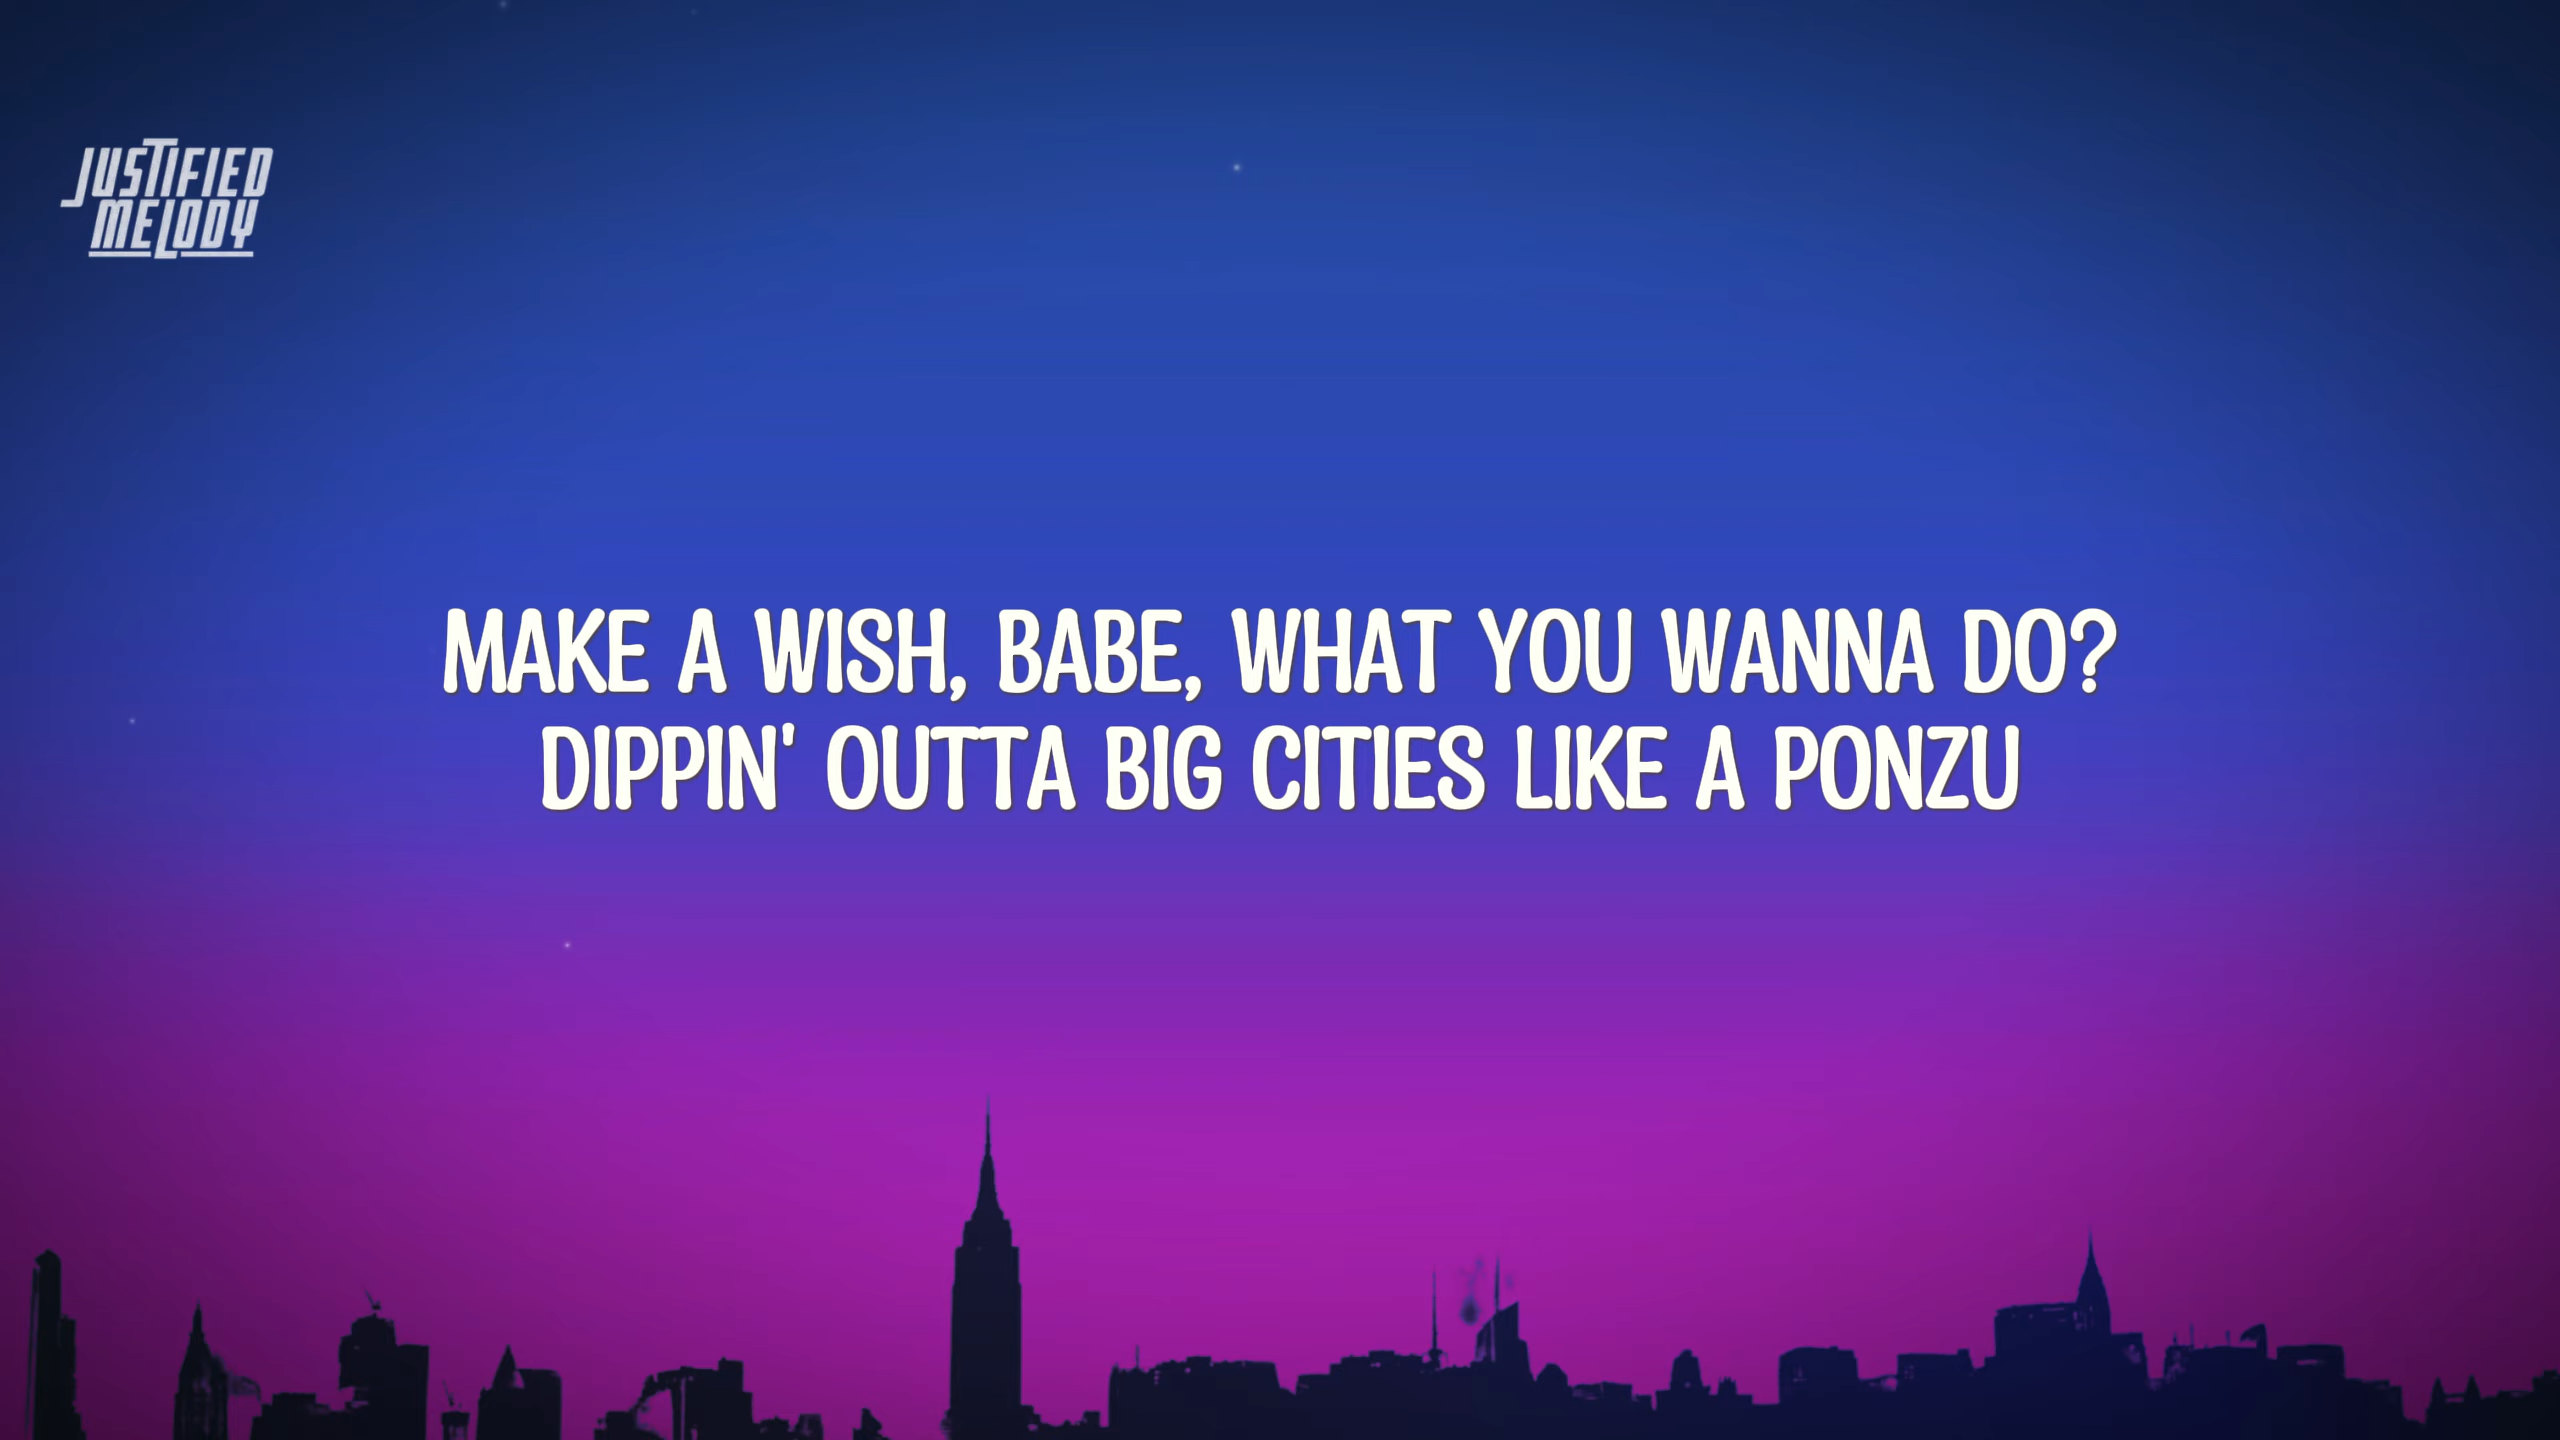 JUSTIFIED
MELODY
MAKE A WISH, BABE, WHAT YOU WANNA DO?
DIPPIN' OUTTA BIG CITIES LIKE A PONZU